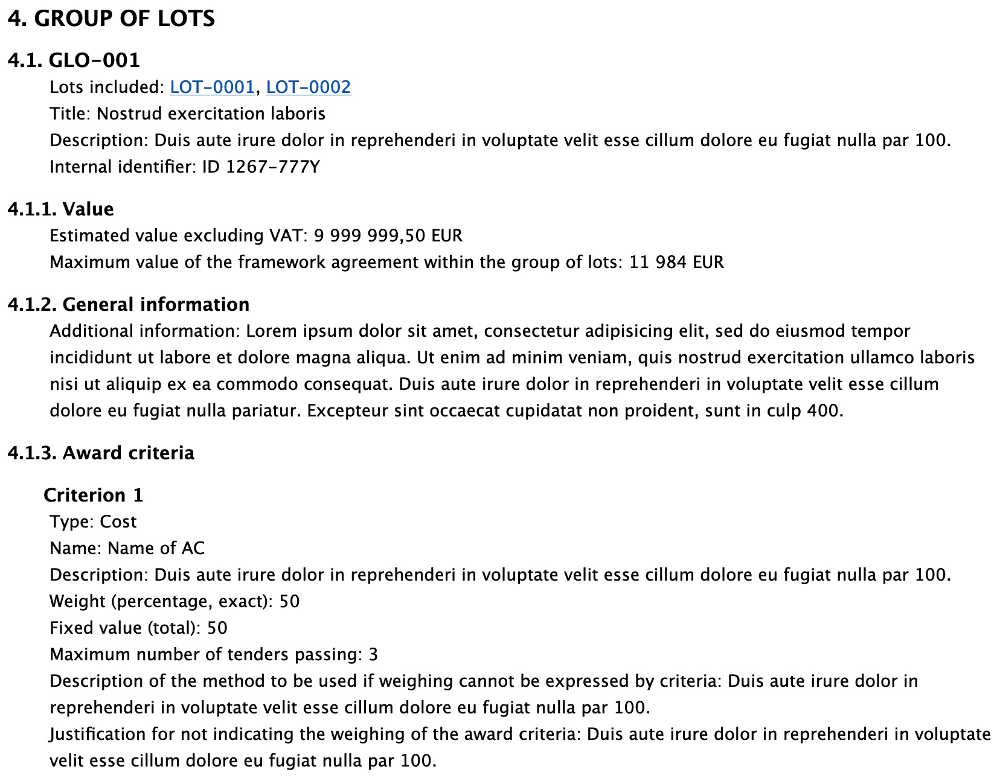 4. GROUP OF LOTS
4.1. GLO-001
Lots included: LOT-0001, LOT-0002
Title: Nostrud exercitation laboris
Description: Duis aute irure dolor in reprehenderi in voluptate velit esse cillum dolore eu fugiat nulla par 100.
Internal identifier: ID 1267-777Y
4.1.1. Value
Estimated value excluding VAT: 9 999 999,50 EUR
Maximum value of the framework agreement within the group of lots: 11 984 EUR
4.1.2. General information
Additional information: Lorem ipsum dolor sit amet, consectetur adipisicing elit, sed do eiusmod tempor
incididunt ut labore et dolore magna aliqua. Ut enim ad minim veniam, quis nostrud exercitation ullamco laboris
nisi ut aliquip ex ea commodo consequat. Duis aute irure dolor in reprehenderi in voluptate velit esse cillum
dolore eu fugiat nulla pariatur. Excepteur sint occaecat cupidatat non proident, sunt in culp 400.
4.1.3. Award criteria
Criterion 1
Type: Cost
Name: Name of AC
Description: Duis aute irure dolor in reprehenderi in voluptate velit esse cillum dolore eu fugiat nulla par 100.
Weight (percentage, exact): 50
Fixed value (total): 50
Maximum number of tenders passing: 3
Description of the method to be used if weighing cannot be expressed by criteria: Duis aute irure dolor in
reprehenderi in voluptate velit esse cillum dolore eu fugiat nulla par 100.
Justification for not indicating the weighing of the award criteria: Duis aute irure dolor in reprehenderi in voluptate
velit esse cillum dolore eu fugiat nulla par 100.